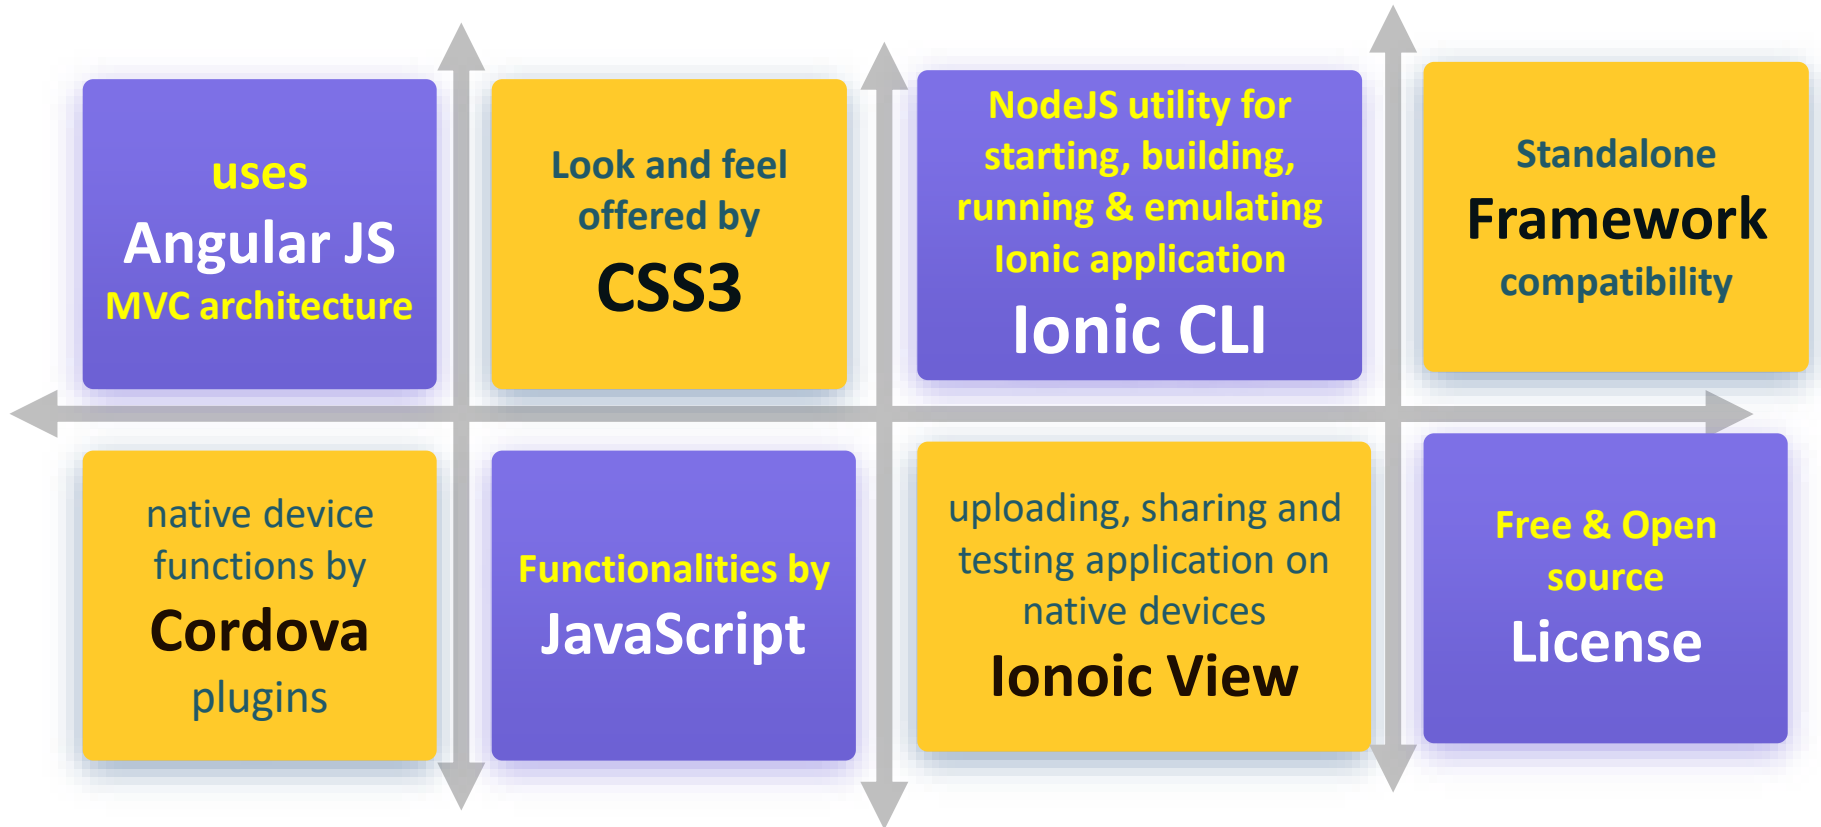 uses
Angular JS
MVC architecture
Look and feel
offered by
CSS3
NodeJS utility for
starting, building,
running & emulating
Ionic application
Ionic CLI
Standalone
Framework
compatibility
native device
functions by
Cordova
plugins
Functionalities by
JavaScript
uploading, sharing and
testing application on
native devices
Ionoic View
Free & Open
source
License